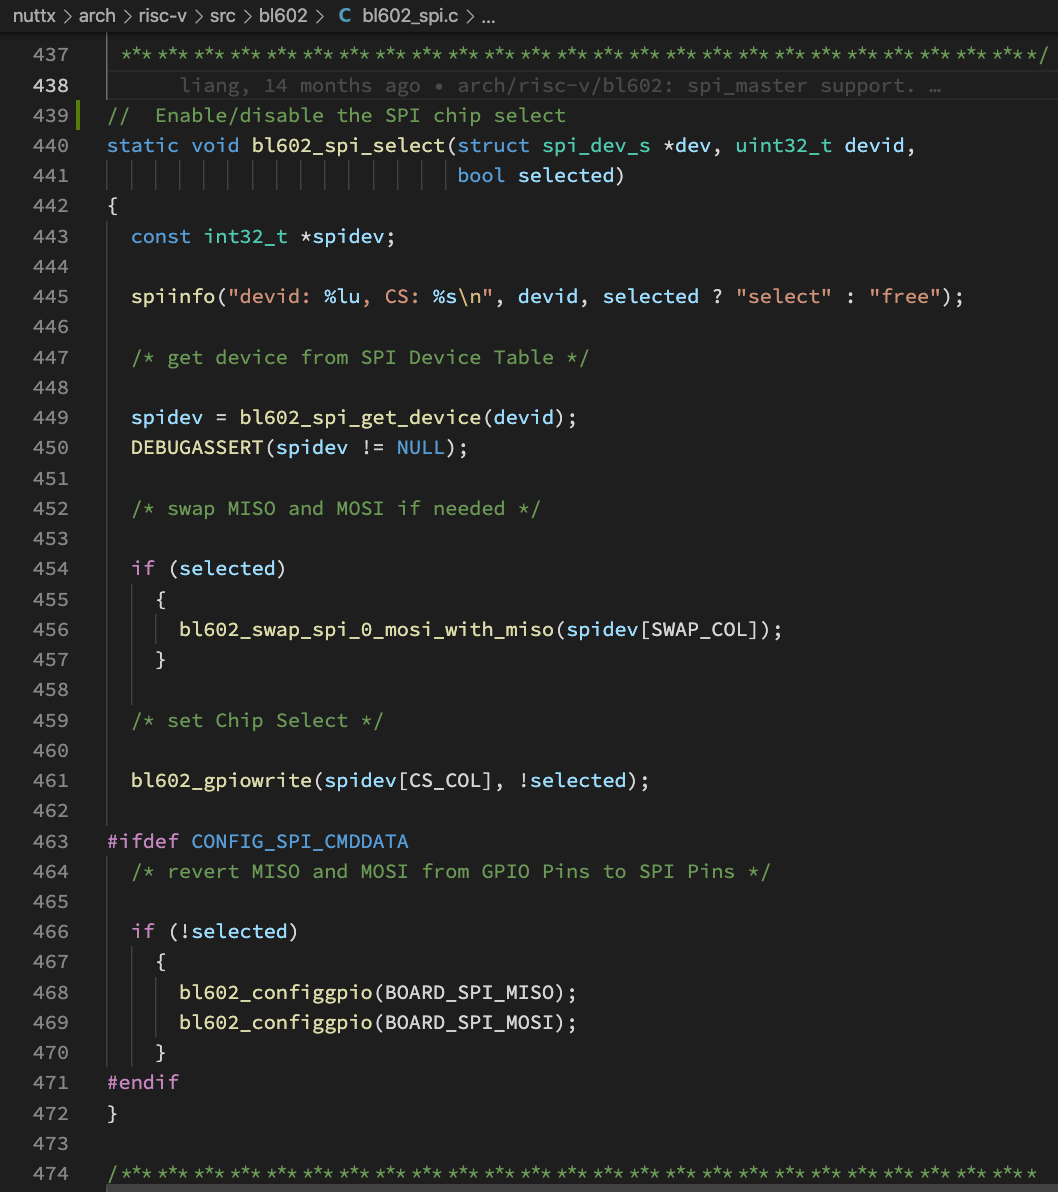 nuttx > arch > risc-v > src > bl602 > C bl602_spi.c > ...
437 ****************************************************************************/
438 liang, 14 months ago • arch/risc-v/bl602: spi_master support. …
439 //  Enable/disable the SPI chip select
440 static void bl602_spi_select(struct spi_dev_s *dev, uint32_t devid,
441                              bool selected)
442 {
443   const int32_t *spidev;
444
445   spiinfo("devid: %lu, CS: %s\n", devid, selected ? "select" : "free");
446
447   /* get device from SPI Device Table */
448
449   spidev = bl602_spi_get_device(devid);
450   DEBUGASSERT(spidev != NULL);
451
452   /* swap MISO and MOSI if needed */
453
454   if (selected)
455     {
456       bl602_swap_spi_0_mosi_with_miso(spidev[SWAP_COL]);
457     }
458
459   /* set Chip Select */
460
461   bl602_gpiowrite(spidev[CS_COL], !selected);
462
463 #ifdef CONFIG_SPI_CMDDATA
464   /* revert MISO and MOSI from GPIO Pins to SPI Pins */
465
466   if (!selected)
467     {
468       bl602_configgpio(BOARD_SPI_MISO);
469       bl602_configgpio(BOARD_SPI_MOSI);
470     }
471 #endif
472 }
473
474 /****************************************************************************